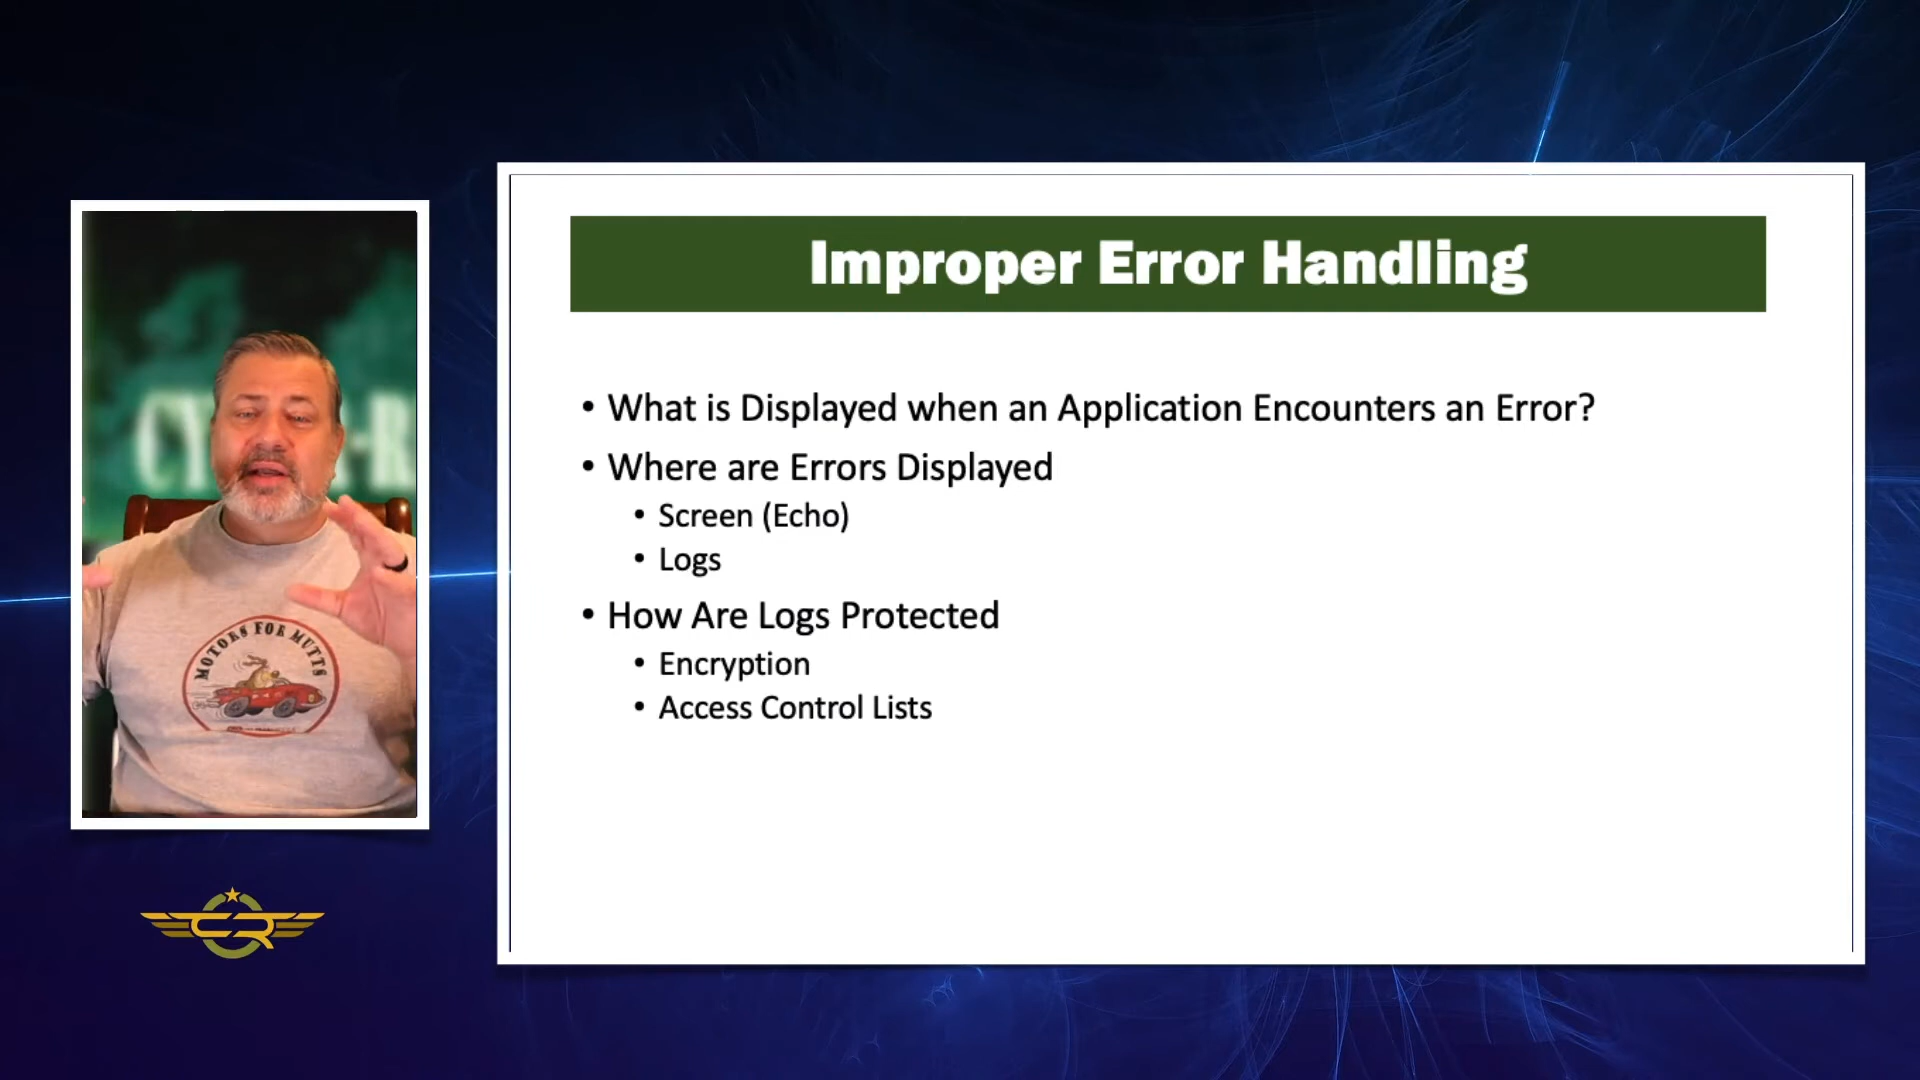 Improper Error Handling
• What is Displayed when an Application Encounters an Error?
• Where are Errors Displayed
• Screen (Echo)
• Logs
• How Are Logs Protected
• Encryption
• Access Control Lists
MOTORS FOR MUTTS
CR